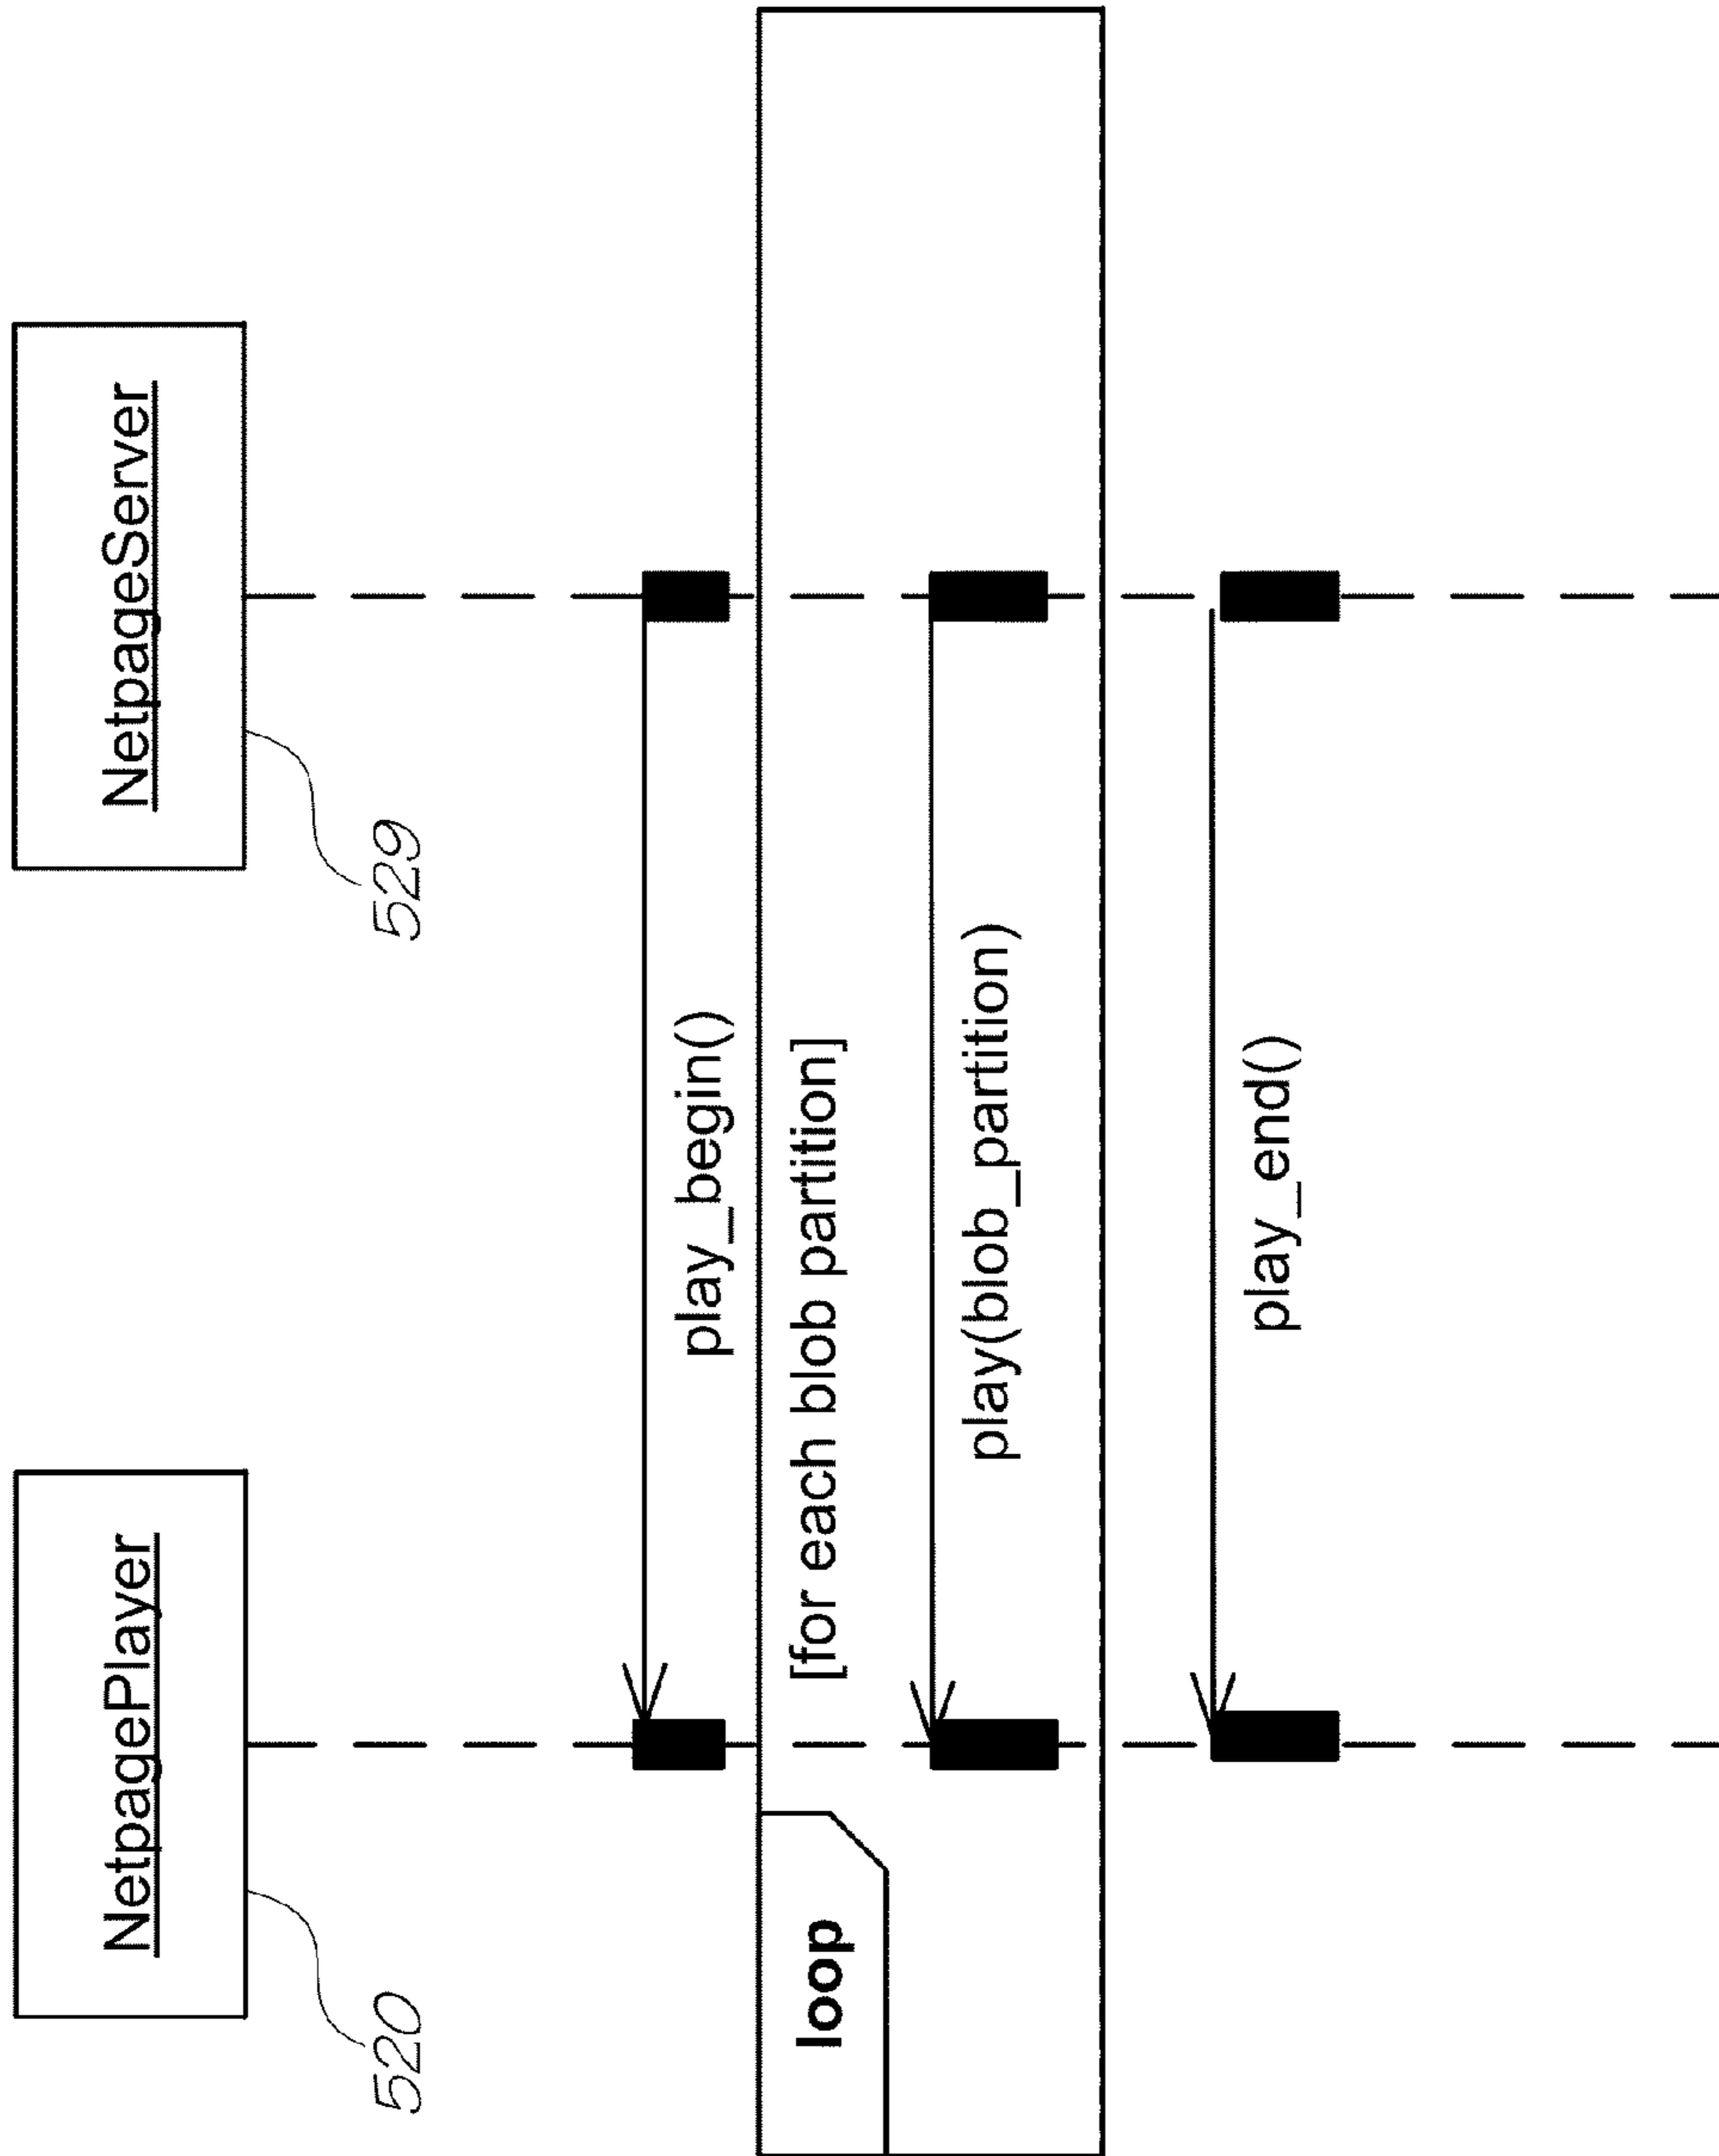 NetpagePlayer
NetpageServer
520
529
play_begin()
loop
[for each blob partition]
play(blob_partition)
play_end()